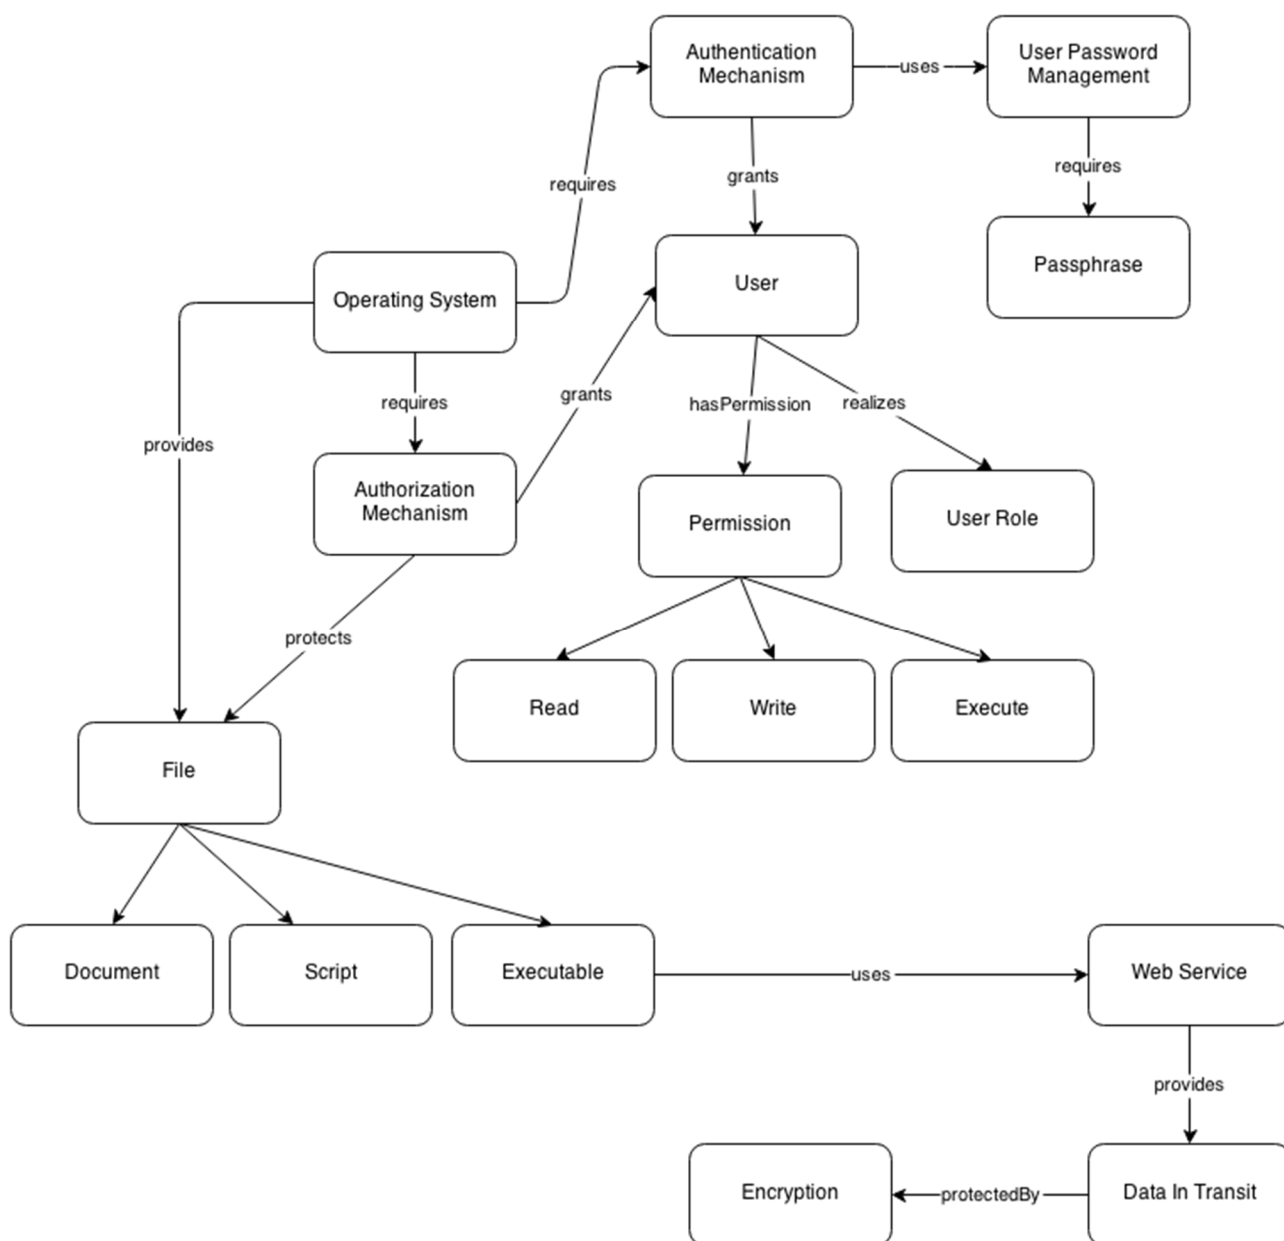 Authentication
Mechanism
uses
User Password
Management
requires
grants
requires
Passphrase
User
Operating System
grants
requires
hasPermission
realizes
provides
Authorization
Mechanism
Permission
User Role
protects
Read
Write
Execute
File
Document
Script
Executable
uses
Web Service
provides
Encryption
protectedBy
Data In Transit